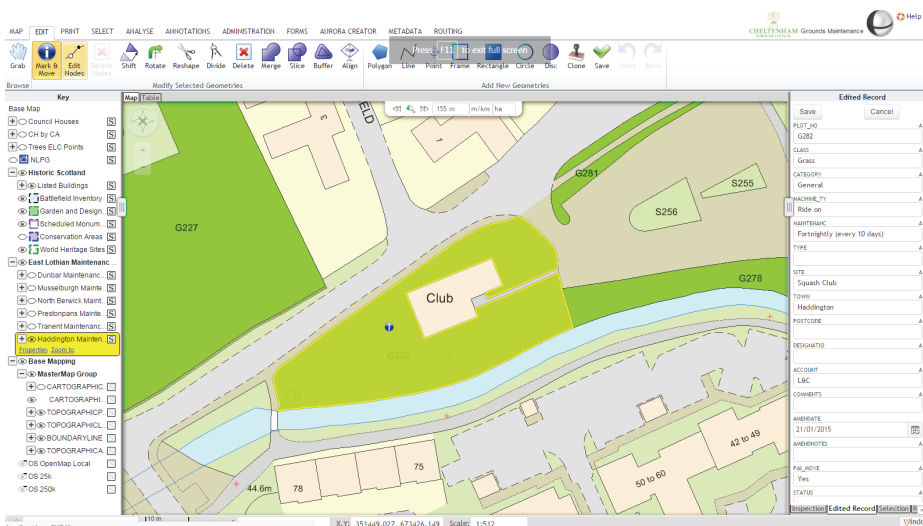 Help
CHELTENHAM Grounds Maintenance
BOROUGH COUNCIL
MAP EDIT PRINT SELECT ANALYSE ANNOTATIONS ADMINISTRATION FORMS AURORA CREATOR METADATA ROUTING
Press F11 to exit full screen
Grab Mark & Move Edit Nodes Delete Nodes Shift Rotate Reshape Divide Delete Merge Slice Buffer Align Polygon Line Point Frame Rectangle Circle Disc Clone Save Undo Redo
Browse Modify Selected Geometries Add New Geometries
Key
Base Map
Council Houses S
CH by CA S
Trees ELC Points S
NLPG S
Historic Scotland
Listed Buildings S
Battlefield Inventory S
Garden and Design... S
Scheduled Monum... S
Conservation Areas S
World Heritage Sites S
East Lothian Maintenanc...
Dunbar Maintenanc... S
Musselburgh Mainte... S
North Berwick Maint... S
Prestonpans Mainte... S
Tranent Maintenanc... S
Haddington Mainten... S
Properties Zoom to
Base Mapping
MasterMap Group
CARTOGRAPHIC...
CARTOGRAPHI...
TOPOGRAPHICP...
TOPOGRAPHICL...
BOUNDARYLINE
TOPOGRAPHICA...
OS OpenMap Local
OS 25k
OS 250k
Map Table
155 m m/km ha
3
ELD
1
G281
S255
S256
G227
G278
Club
G282
75
78
44.6m
42 to 49
50 to 60
10 m
X,Y: 351449.027, 673426.149 Scale: 1:512
Edited Record
Save Cancel
PLOT_NO
G282
CLASS
Grass
CATEGORY
General
MACHINE_TY
Ride on
MAINTENANC
Fortnightly (every 10 days)
TYPE
SITE
Squash Club
TOWN
Haddington
POSTCODE
DESIGNATIO
ACCOUNT
L&C
COMMENTS
AMENDATE
21/01/2015
AMENDNOTES
PAI_MOVE
Yes
STATUS
Inspection Edited Record Selection